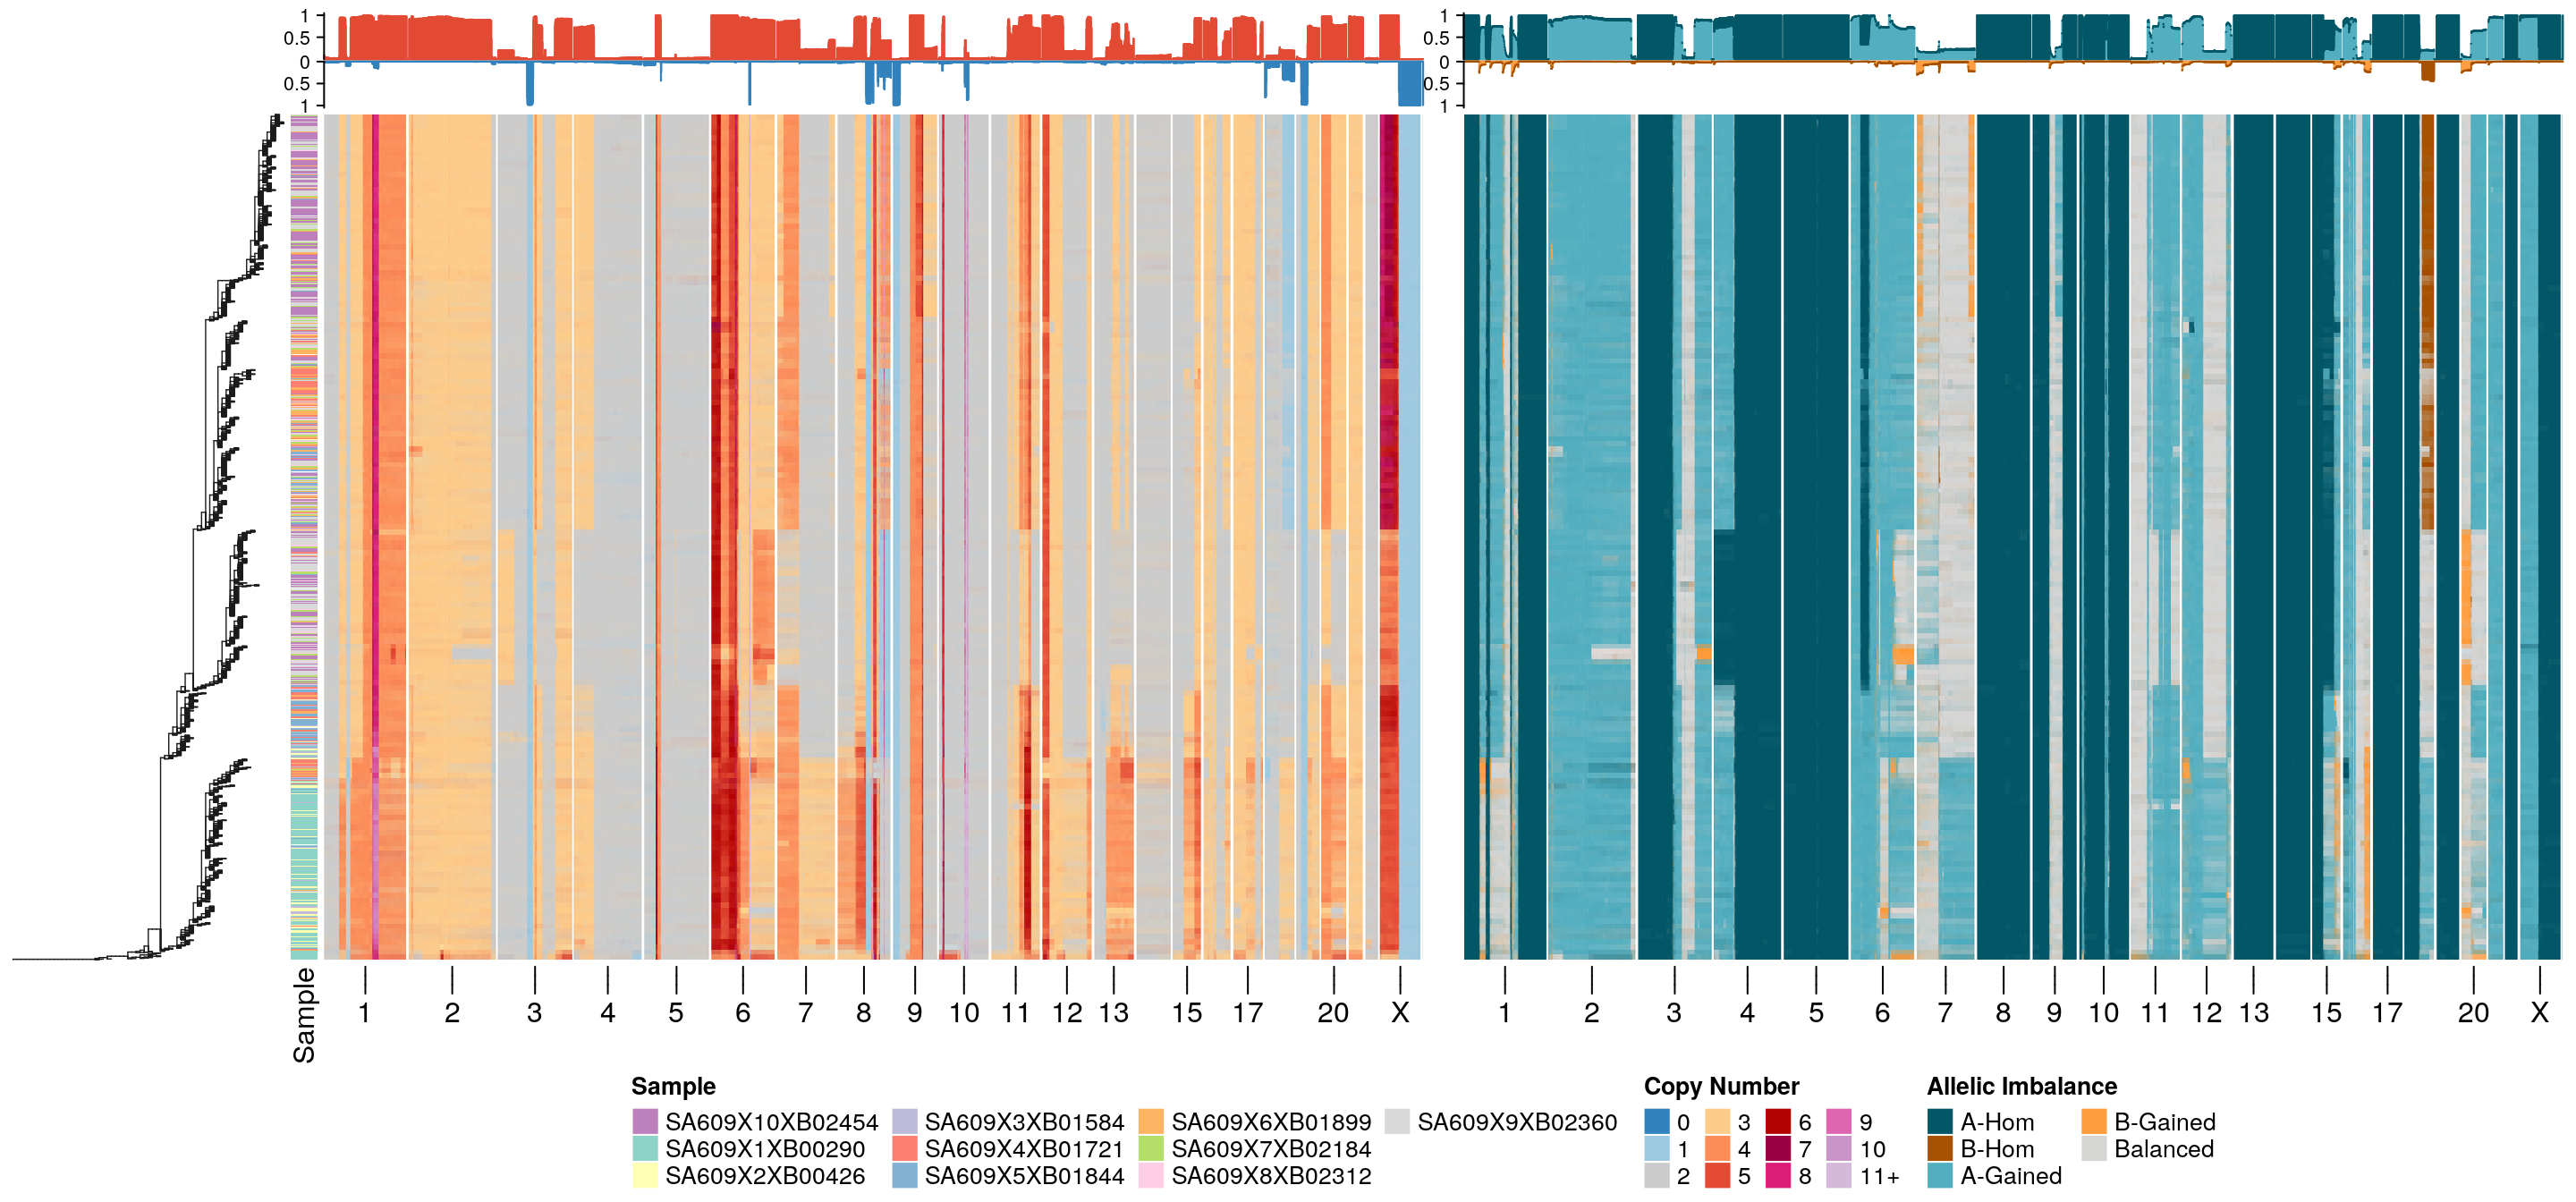 1
0.5
0
0.5
1
1
0.5
0
0.5
1
Sample
1 2 3 4 5 6 7 8 9 10 11 12 13 15 17 20 X
1 2 3 4 5 6 7 8 9 10 11 12 13 15 17 20 X
Sample
SA609X10XB02454 SA609X3XB01584 SA609X6XB01899 SA609X9XB02360
SA609X1XB00290 SA609X4XB01721 SA609X7XB02184
SA609X2XB00426 SA609X5XB01844 SA609X8XB02312
Copy Number
0 3 6 9
1 4 7 10
2 5 8 11+
Allelic Imbalance
A-Hom B-Gained
B-Hom Balanced
A-Gained